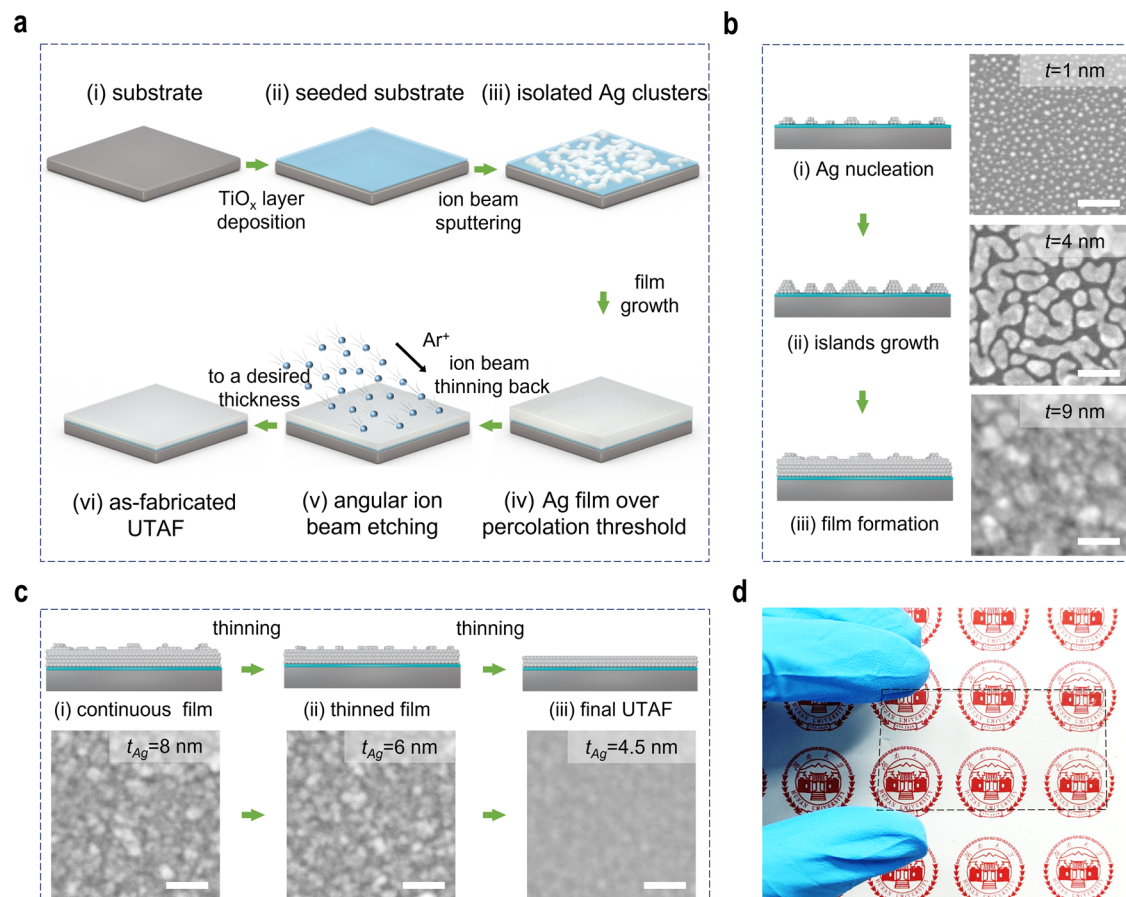 a
(i) substrate
(ii) seeded substrate
(iii) isolated Ag clusters
TiOx layer
deposition
ion beam
sputtering
film
growth
Ar+
ion beam
thinning back
to a desired
thickness
(vi) as-fabricated
UTAF
(v) angular ion
beam etching
(iv) Ag film over
percolation threshold
b
t=1 nm
(i) Ag nucleation
t=4 nm
(ii) islands growth
t=9 nm
(iii) film formation
c
thinning
thinning
(i) continuous film
(ii) thinned film
(iii) final UTAF
tAg=8 nm
tAg=6 nm
tAg=4.5 nm
d
HUNAN UNIVERSITY